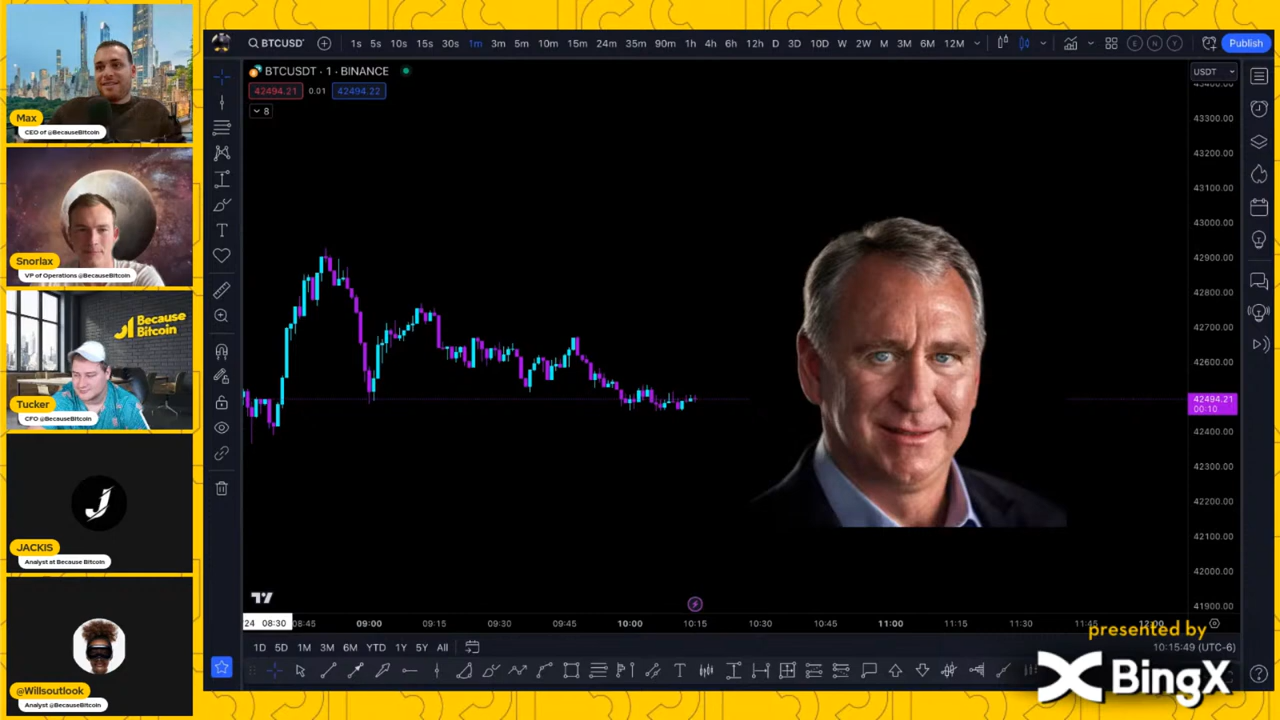 Max
CEO of @BecauseBitcoin
Snorlax
VP of Operations @BecauseBitcoin
Because
Bitcoin
Tucker
CFO @BecauseBitcoin
JACKIS
Analyst at Because Bitcoin
@Willsoutlook
Analyst @BecauseBitcoin
BTCUSD 1s 5s 10s 15s 30s 1m 3m 5m 10m 15m 24m 35m 90m 1h 4h 6h 12h D 3D 10D W 2W M 3M 6M 12M E N Y Publish
BTCUSDT · 1 · BINANCE
USDT
42494.21 0.01 42494.22
8
43400.00
43300.00
43200.00
43100.00
43000.00
42900.00
42800.00
42700.00
42600.00
42494.21
00:10
42400.00
42300.00
42200.00
42100.00
42000.00
41900.00
24 08:30 08:45 09:00 09:15 09:30 09:45 10:00 10:15 10:30 10:45 11:00 11:15 11:30 11:45 12:00
1D 5D 1M 3M 6M YTD 1Y 5Y All
10:15:49 (UTC-6)
presented by
BingX